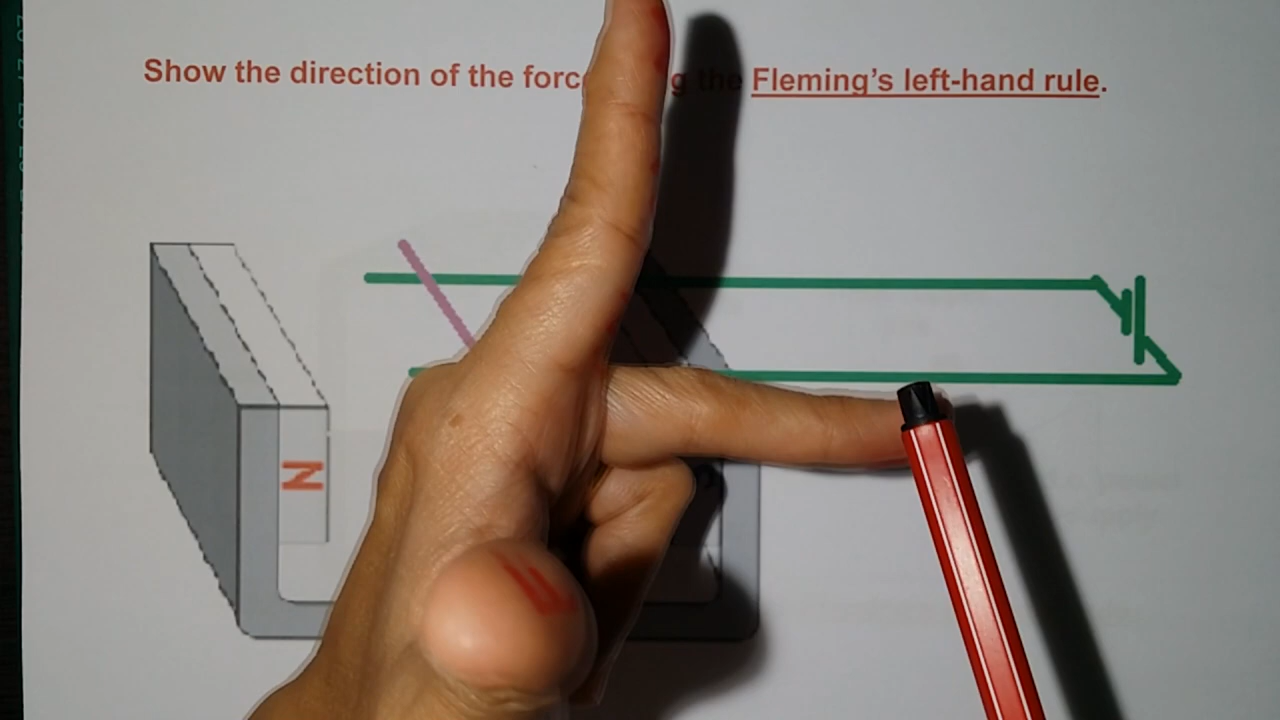 Show the direction of the forc g the Fleming's left-hand rule.
N
F